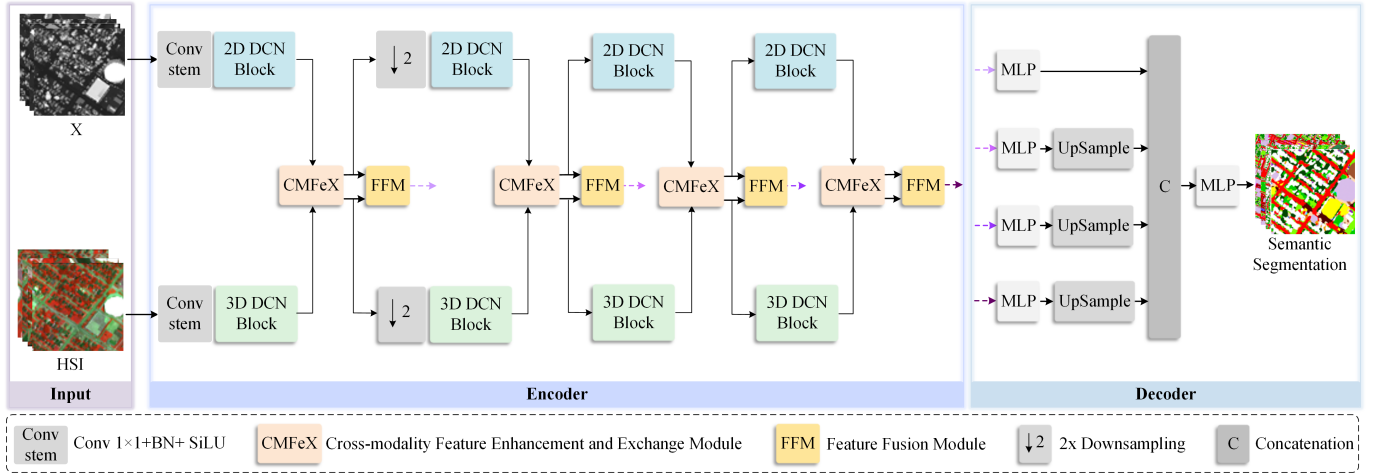 X
HSI
Input
Conv
stem
2D DCN
Block
↓ 2
2D DCN
Block
2D DCN
Block
2D DCN
Block
CMFeX
FFM
CMFeX
FFM
CMFeX
FFM
CMFeX
FFM
Conv
stem
3D DCN
Block
↓ 2
3D DCN
Block
3D DCN
Block
3D DCN
Block
Encoder
MLP
MLP
UpSample
MLP
UpSample
MLP
UpSample
C
MLP
Semantic
Segmentation
Decoder
Conv
stem
Conv 1×1+BN+ SiLU
CMFeX
Cross-modality Feature Enhancement and Exchange Module
FFM
Feature Fusion Module
↓ 2
2x Downsampling
C
Concatenation